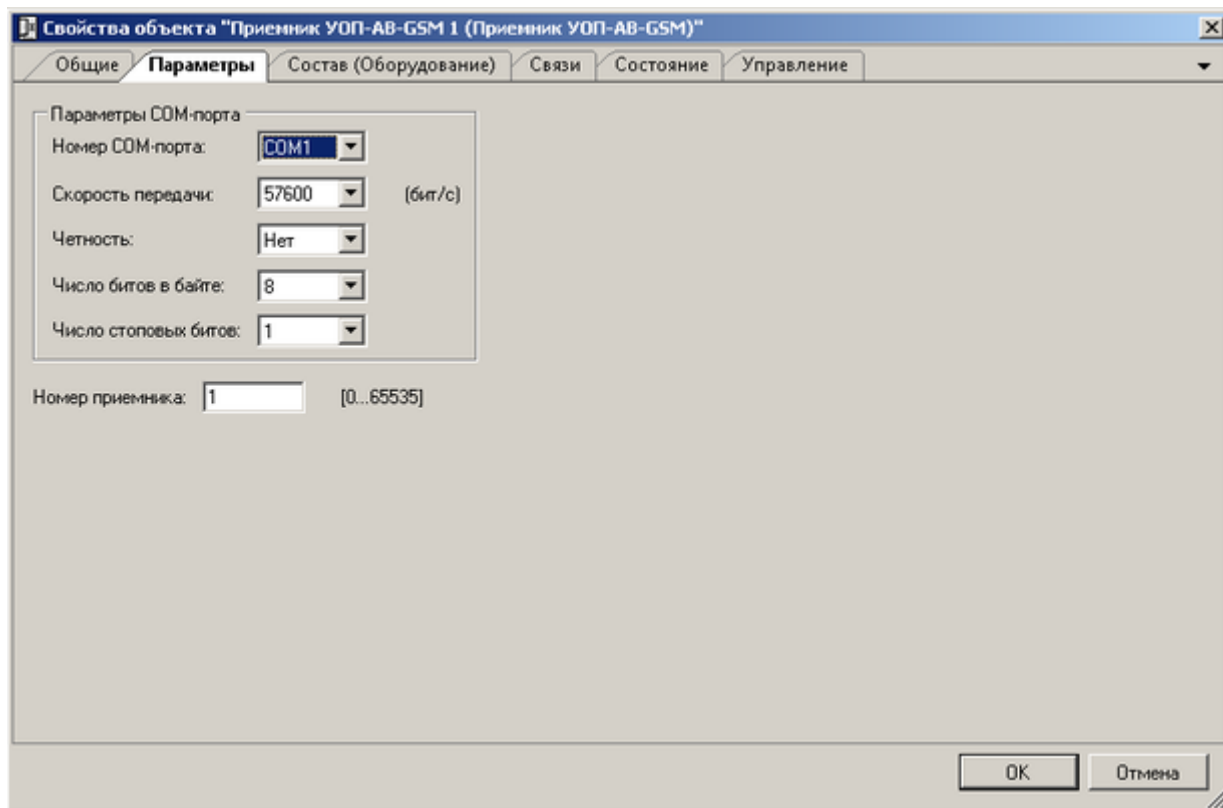 Свойства объекта "Приемник УОП-АВ-GSM 1 (Приемник УОП-АВ-GSM)"
Общие Параметры Состав (Оборудование) Связи Состояние Управление
Параметры COM-порта
Номер COM-порта: COM1
Скорость передачи: 57600 (бит/с)
Четность: Нет
Число битов в байте: 8
Число стоповых битов: 1
Номер приемника: 1 [0...65535]
OK Отмена